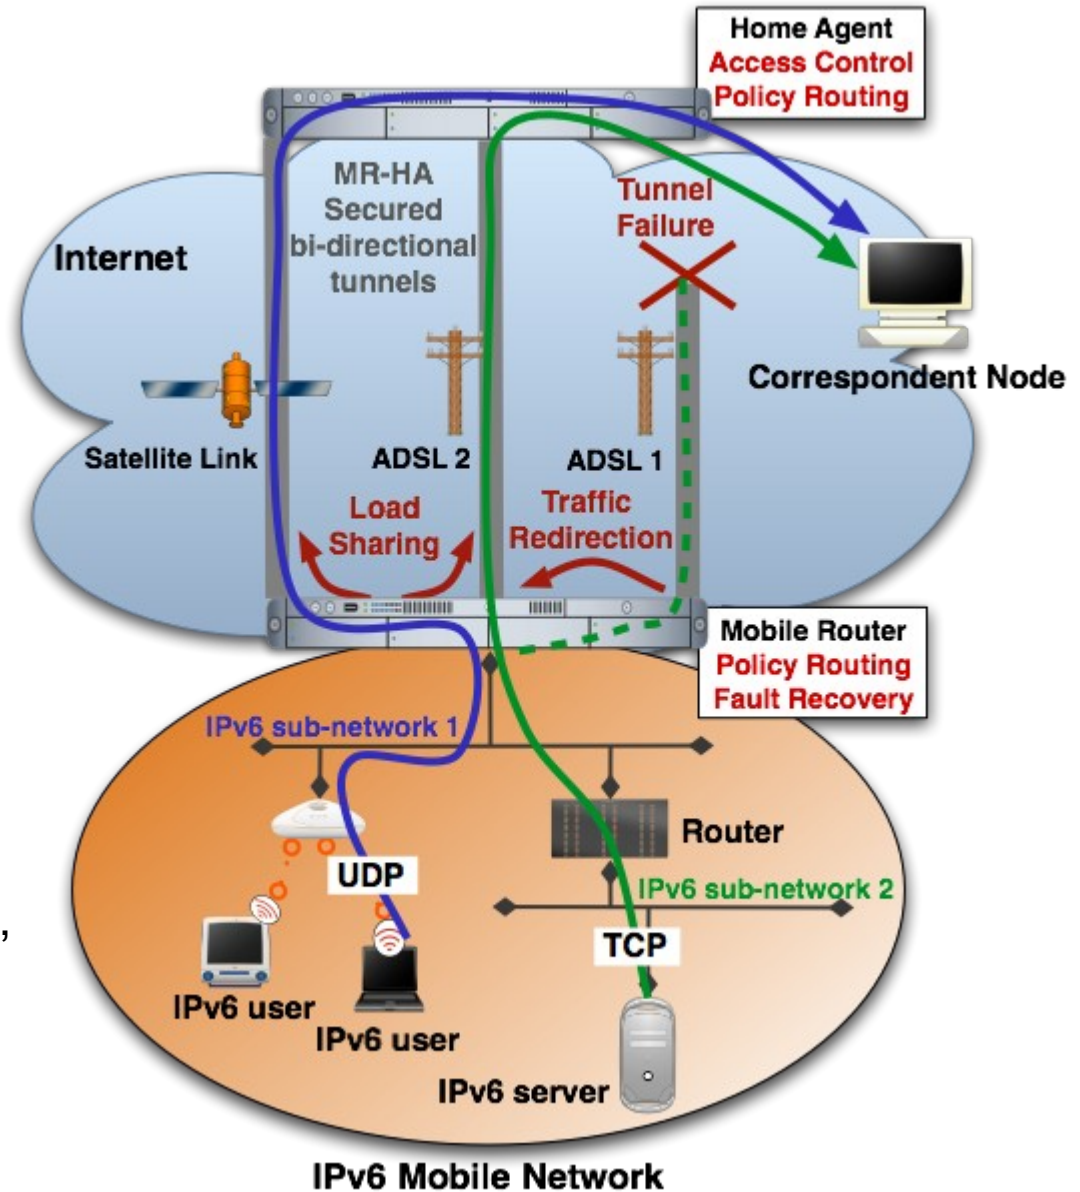 Home Agent
Access Control
Policy Routing
MR-HA
Secured
bi-directional
tunnels
Tunnel
Failure
Internet
Correspondent Node
Satellite Link
ADSL 2
ADSL 1
Load
Sharing
Traffic
Redirection
Mobile Router
Policy Routing
Fault Recovery
IPv6 sub-network 1
Router
UDP
IPv6 sub-network 2
,
TCP
IPv6 user
IPv6 user
IPv6 server
IPv6 Mobile Network